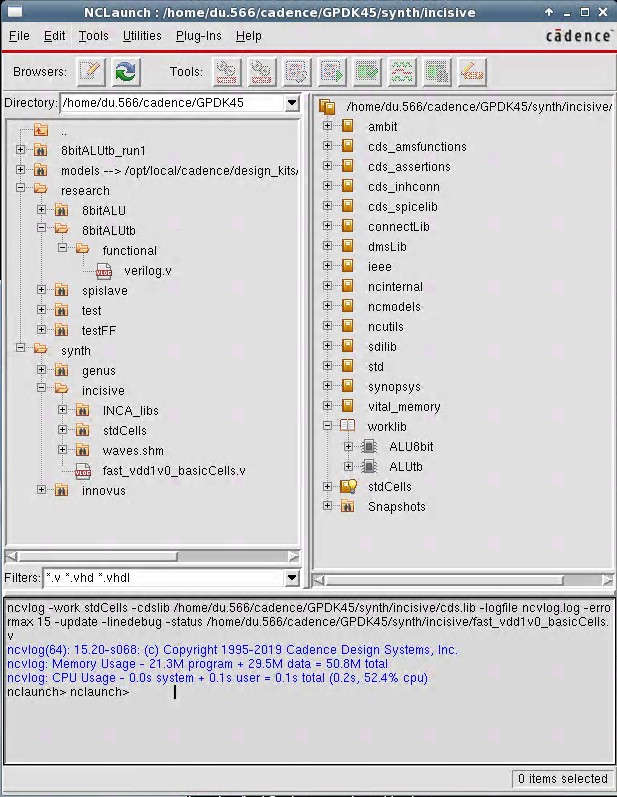 NCLaunch : /home/du.566/cadence/GPDK45/synth/incisive
File Edit Tools Utilities Plug-Ins Help
cādence
Browsers: Tools:
Directory: /home/du.566/cadence/GPDK45
..
8bitALUtb_run1
models --> /opt/local/cadence/design_kits/
research
8bitALU
8bitALUtb
functional
verilog.v
spislave
test
testFF
synth
genus
incisive
INCA_libs
stdCells
waves.shm
fast_vdd1v0_basicCells.v
innovus
Filters: *.v *.vhd *.vhdl
/home/du.566/cadence/GPDK45/synth/incisive/
ambit
cds_amsfunctions
cds_assertions
cds_inhconn
cds_spicelib
connectLib
dmsLib
ieee
ncinternal
ncmodels
ncutils
sdilib
std
synopsys
vital_memory
worklib
ALU8bit
ALUtb
stdCells
Snapshots
ncvlog -work stdCells -cdslib /home/du.566/cadence/GPDK45/synth/incisive/cds.lib -logfile ncvlog.log -erro
rmax 15 -update -linedebug -status /home/du.566/cadence/GPDK45/synth/incisive/fast_vdd1v0_basicCells.
v
ncvlog(64): 15.20-s068: (c) Copyright 1995-2019 Cadence Design Systems, Inc.
ncvlog: Memory Usage - 21.3M program + 29.5M data = 50.8M total
ncvlog: CPU Usage - 0.0s system + 0.1s user = 0.1s total (0.2s, 52.4% cpu)
nclaunch> nclaunch>
0 items selected